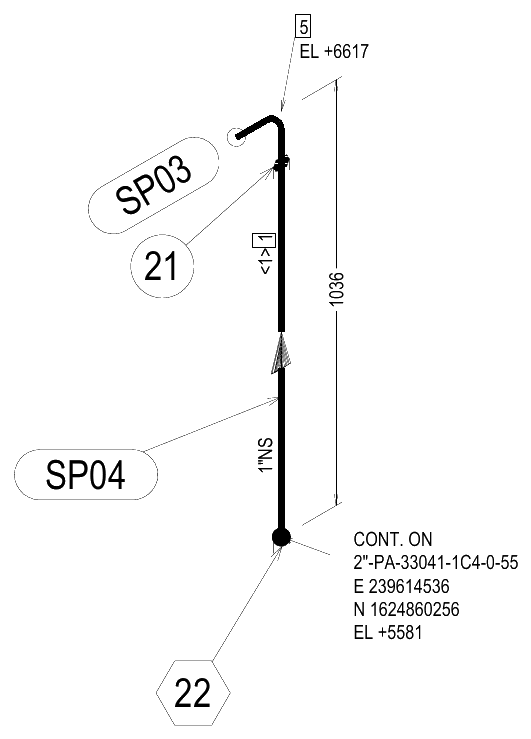 5
EL +6617
SP03
21
<1> 1
1036
1"NS
SP04
CONT. ON
2"-PA-33041-1C4-0-55
E 239614536
N 1624860256
EL +5581
22